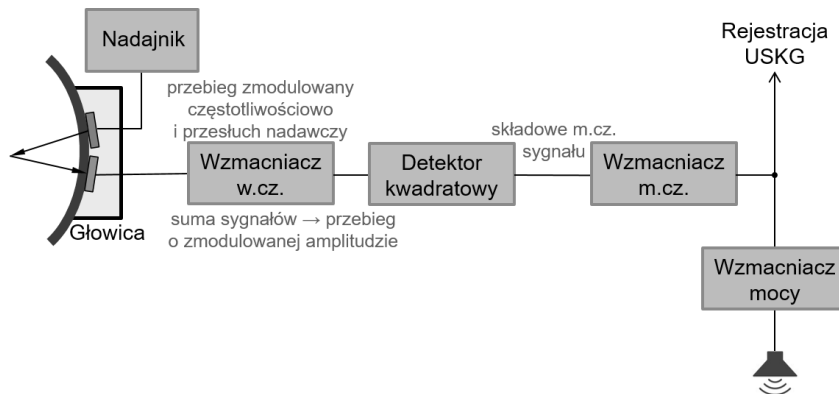 Nadajnik
Rejestracja
USKG
przebieg zmodulowany
częstotliwościowo
i przesłuch nadawczy
składowe m.cz.
sygnału
Wzmacniacz
w.cz.
Detektor
kwadratowy
Wzmacniacz
m.cz.
suma sygnałów → przebieg
o zmodulowanej amplitudzie
Głowica
Wzmacniacz
mocy